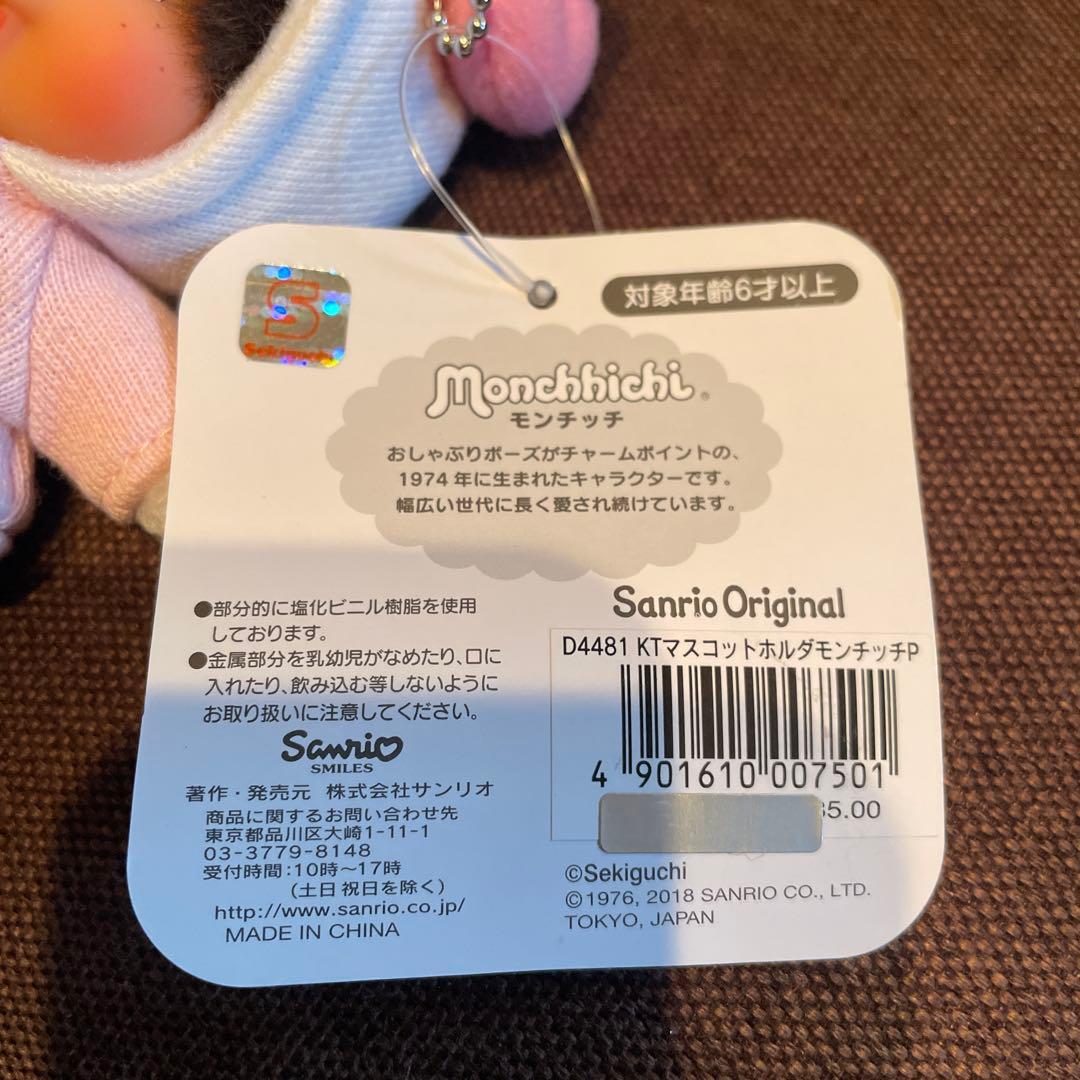 S
Sekiguchi
対象年齢6才以上
Monchhichi®
モンチッチ
おしゃぶりポーズがチャームポイントの、
1974年に生まれたキャラクターです。
幅広い世代に長く愛され続けています。
●部分的に塩化ビニル樹脂を使用
しております。
●金属部分を乳幼児がなめたり、口に
入れたり、飲み込む等しないように
お取り扱いに注意してください。
Sanrio
SMILES
著作・発売元 株式会社サンリオ
商品に関するお問い合わせ先
東京都品川区大崎1-11-1
03-3779-8148
受付時間:10時〜17時
(土日祝日を除く)
http://www.sanrio.co.jp/
MADE IN CHINA
Sanrio Original
D4481 KTマスコットホルダモンチッチP
4 901610 007501
5.00
©Sekiguchi
©1976, 2018 SANRIO CO., LTD.
TOKYO, JAPAN